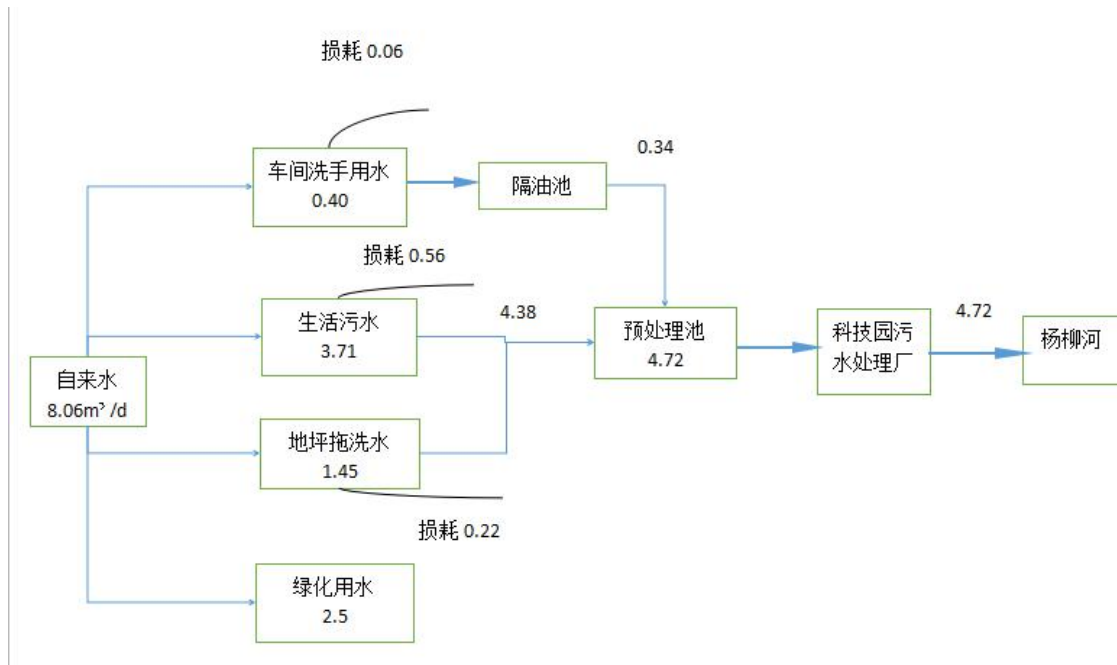 损耗 0.06
车间洗手用水
0.40
隔油池
0.34
损耗 0.56
生活污水
3.71
4.38
预处理池
4.72
科技园污
水处理厂
4.72
杨柳河
自来水
8.06m³ /d
地坪拖洗水
1.45
损耗 0.22
绿化用水
2.5